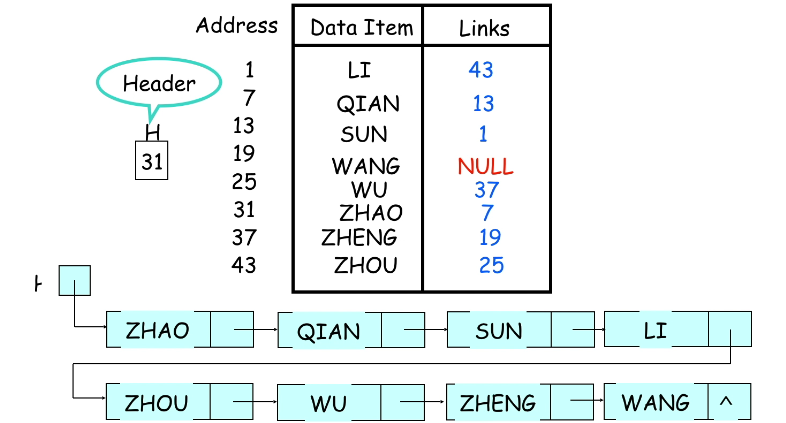 Address Data Item Links
1 LI 43
Header
7 QIAN 13
H
13 SUN 1
31
19 WANG NULL
25 WU 37
31 ZHAO 7
37 ZHENG 19
43 ZHOU 25
ZHAO QIAN SUN LI
ZHOU WU ZHENG WANG ^